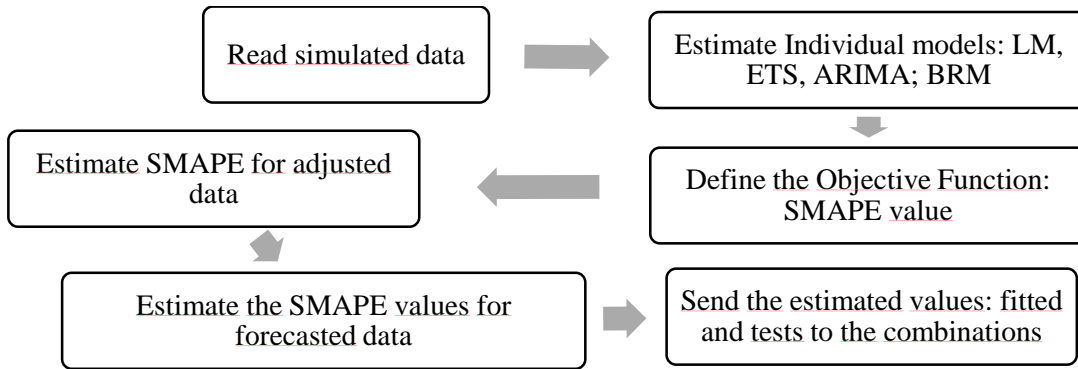 Read simulated data
Estimate Individual models: LM,
ETS, ARIMA; BRM
Define the Objective Function:
SMAPE value
Estimate SMAPE for adjusted
data
Estimate the SMAPE values for
forecasted data
Send the estimated values: fitted
and tests to the combinations